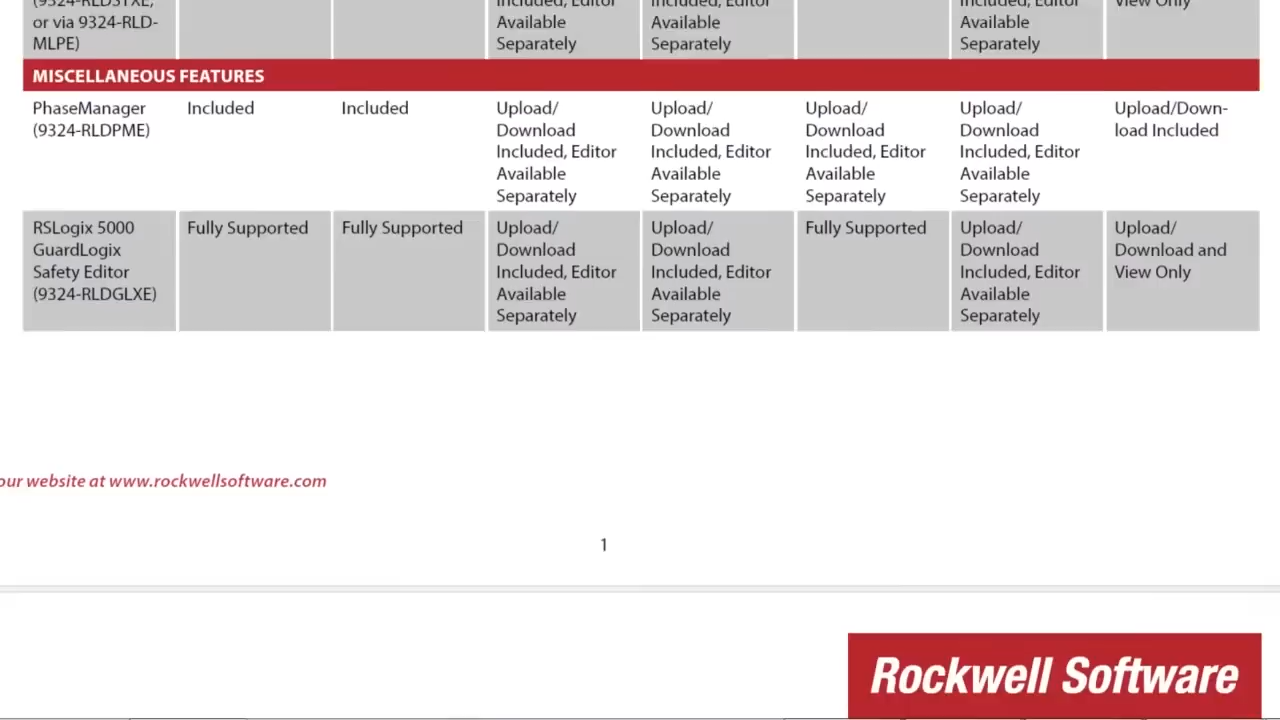 (9324-RLDSTXE,
or via 9324-RLD-
MLPE)
Included, Editor
Available
Separately
Included, Editor
Available
Separately
Included, Editor
Available
Separately
View Only
MISCELLANEOUS FEATURES
PhaseManager
(9324-RLDPME)
Included
Included
Upload/
Download
Included, Editor
Available
Separately
Upload/
Download
Included, Editor
Available
Separately
Upload/
Download
Included, Editor
Available
Separately
Upload/
Download
Included, Editor
Available
Separately
Upload/Down-
load Included
RSLogix 5000
GuardLogix
Safety Editor
(9324-RLDGLXE)
Fully Supported
Fully Supported
Upload/
Download
Included, Editor
Available
Separately
Upload/
Download
Included, Editor
Available
Separately
Fully Supported
Upload/
Download
Included, Editor
Available
Separately
Upload/
Download and
View Only
our website at www.rockwellsoftware.com
1
Rockwell Software